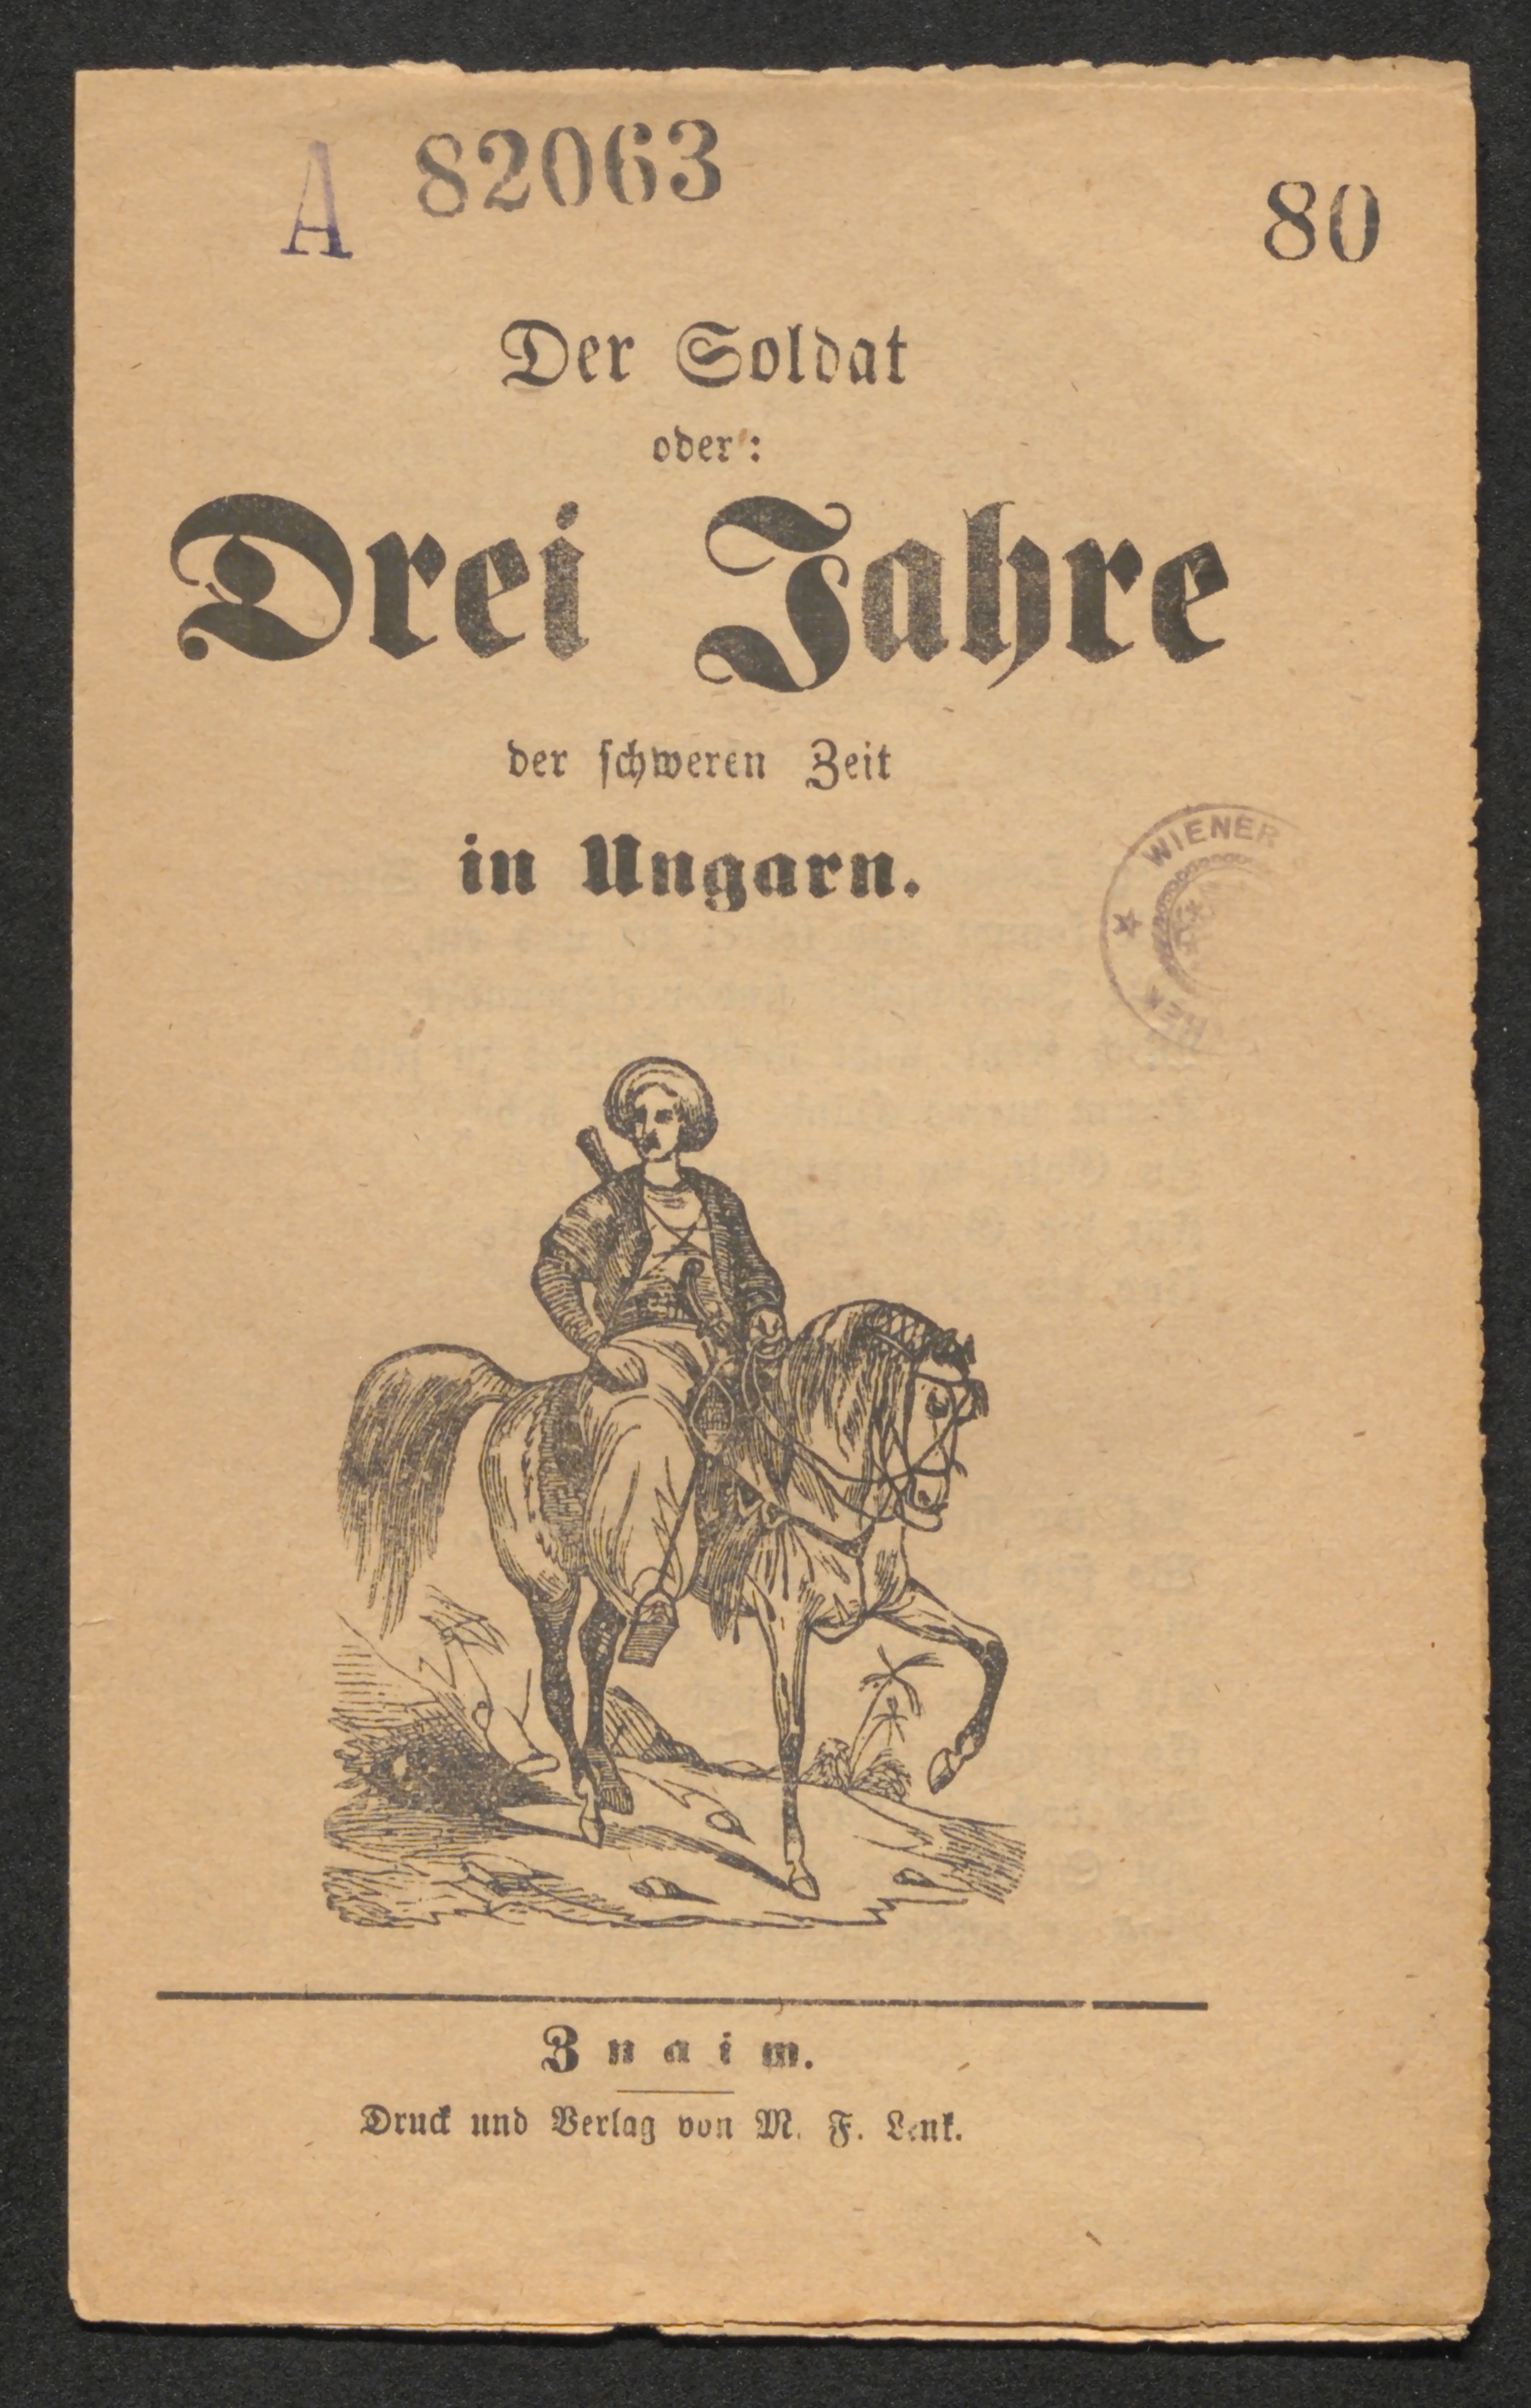 A 82063
80
Der Soldat
oder:
Drei Jahre
der schweren Zeit
in Ungarn.
WIENER
Znaim.
Druck und Verlag von M. F. Lenk.